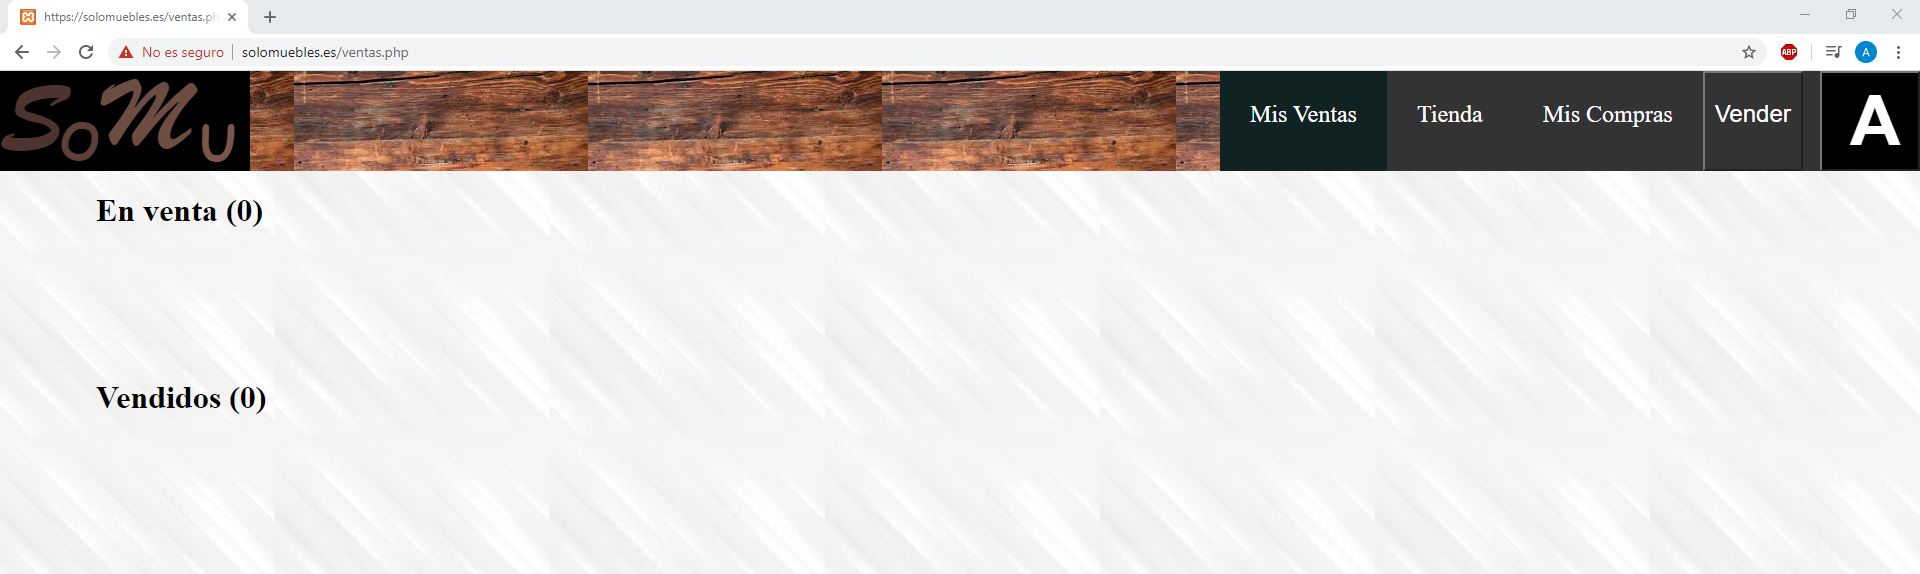 https://solomuebles.es/ventas.ph
No es seguro
solomuebles.es/ventas.php
ABP
A
SoMu
Mis Ventas
Tienda
Mis Compras
Vender
A
En venta (0)
Vendidos (0)